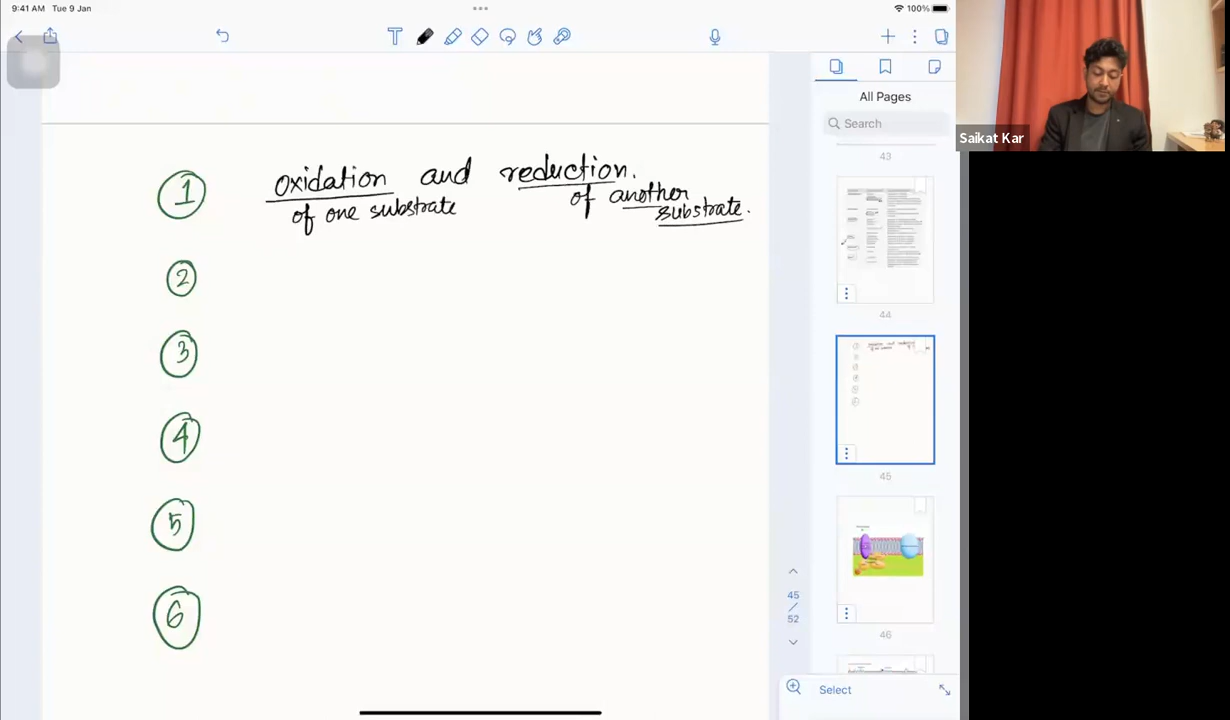 9:41 AM Tue 9 Jan
100%
All Pages
Search
Saikat Kar
43
① oxidation and reduction.
of one substrate of another
substrate.
②
③
④
⑤
⑥
44
45
46
45
/
52
Select